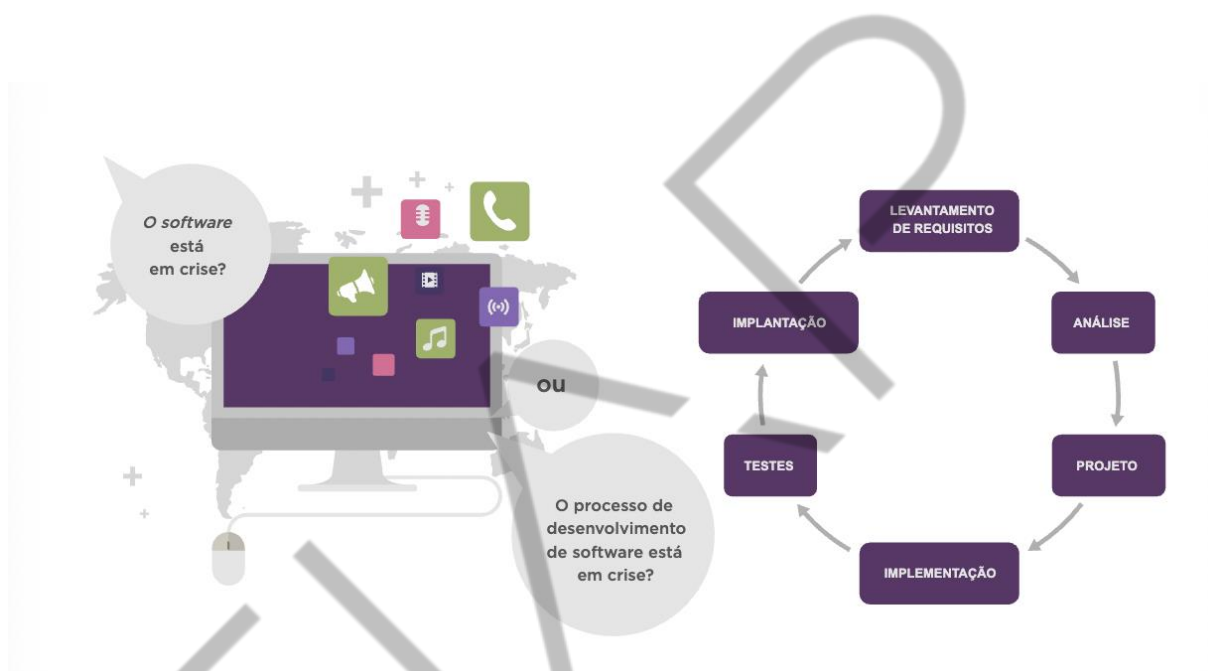 O software
está
em crise?
ou
O processo de
desenvolvimento
de software está
em crise?
LEVANTAMENTO
DE REQUISITOS
ANÁLISE
PROJETO
IMPLEMENTAÇÃO
TESTES
IMPLANTAÇÃO